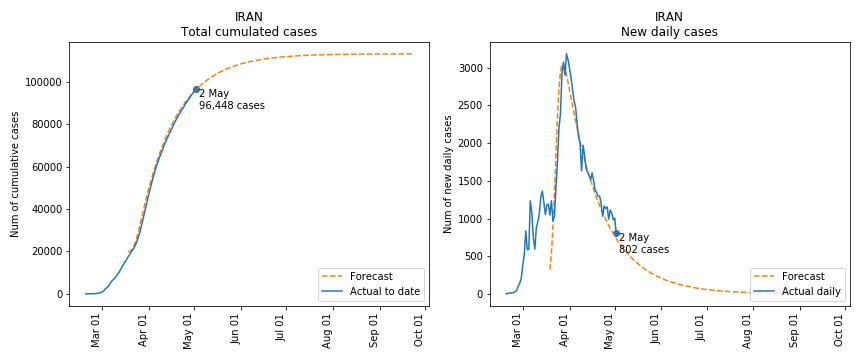 IRAN
Total cumulated cases
Num of cumulative cases
100000
80000
60000
40000
20000
0
2 May
96,448 cases
Forecast
Actual to date
Mar 01
Apr 01
May 01
Jun 01
Jul 01
Aug 01
Sep 01
Oct 01
IRAN
New daily cases
Num of new daily cases
3000
2500
2000
1500
1000
500
0
2 May
802 cases
Forecast
Actual daily
Mar 01
Apr 01
May 01
Jun 01
Jul 01
Aug 01
Sep 01
Oct 01